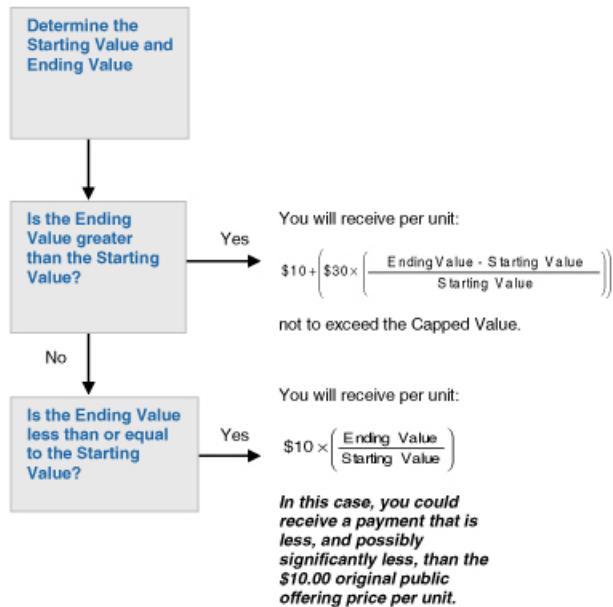 Determine the
Starting Value and
Ending Value
Is the Ending
Value greater
than the Starting
Value?
Yes
You will receive per unit:
$10+($30×(Ending Value - Starting Value
Starting Value))
not to exceed the Capped Value.
No
Is the Ending Value
less than or equal
to the Starting
Value?
Yes
You will receive per unit:
$10×(Ending Value
Starting Value)
In this case, you could
receive a payment that is
less, and possibly
significantly less, than the
$10.00 original public
offering price per unit.